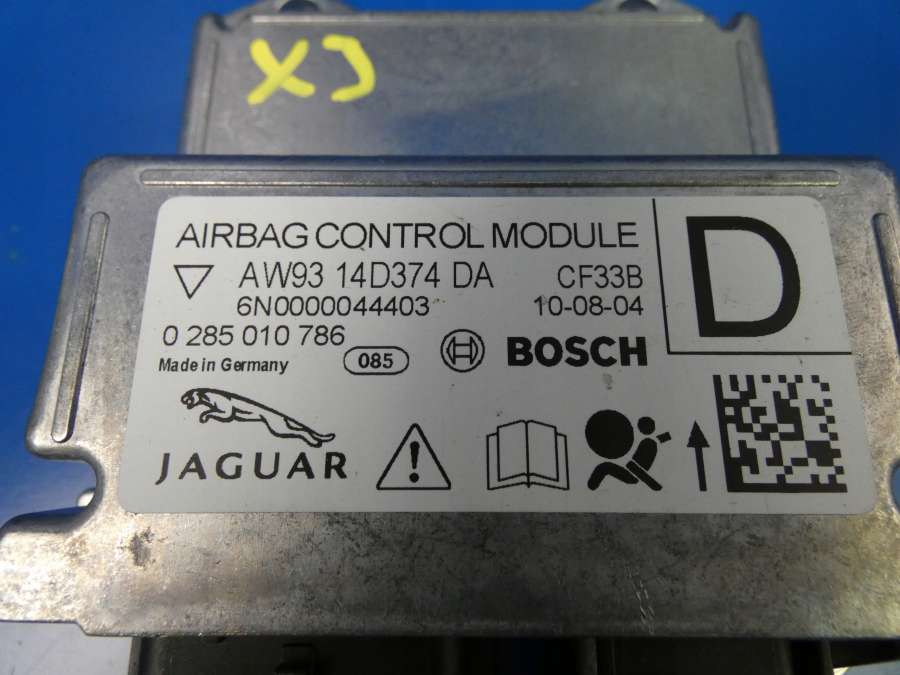 XJ
AIRBAG CONTROL MODULE
D
AW93 14D374 DA CF33B
6N0000044403 10-08-04
0 285 010 786
Made in Germany 085 BOSCH
JAGUAR